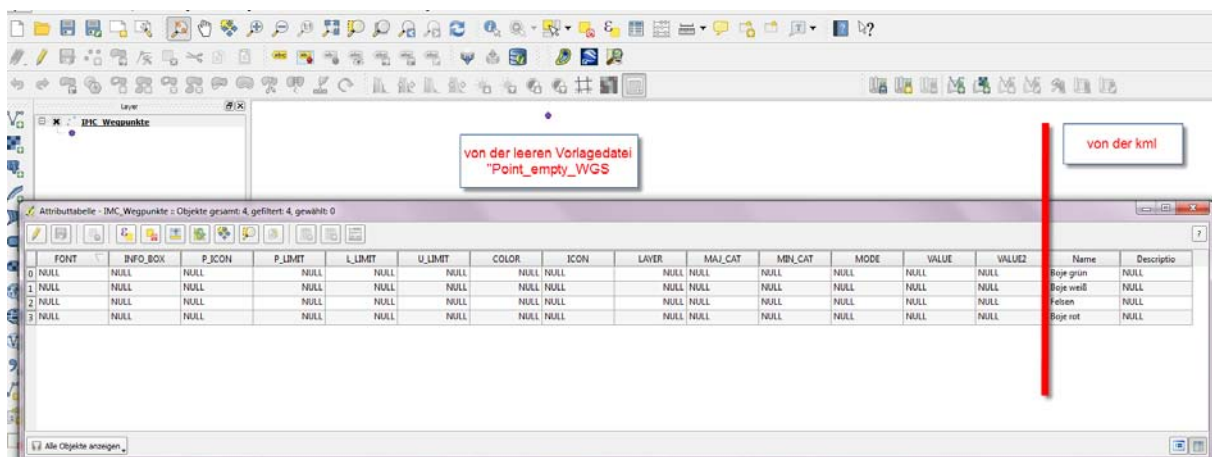 Layer
IMC_Wegpunkte
von der leeren Vorlagedatei
"Point_empty_WGS
von der kml
Attributtabelle - IMC_Wegpunkte :: Objekte gesamt: 4, gefiltert: 4, gewählt: 0
FONT INFO_BOX P_ICON P_LIMIT L_LIMIT U_LIMIT COLOR ICON LAYER MAJ_CAT MIN_CAT MODE VALUE VALUE2 Name Descriptio
0 NULL NULL NULL NULL NULL NULL NULL NULL NULL NULL NULL NULL NULL NULL Boje grün NULL
1 NULL NULL NULL NULL NULL NULL NULL NULL NULL NULL NULL NULL NULL NULL Boje weiß NULL
2 NULL NULL NULL NULL NULL NULL NULL NULL NULL NULL NULL NULL NULL NULL Felsen NULL
3 NULL NULL NULL NULL NULL NULL NULL NULL NULL NULL NULL NULL NULL NULL Boje rot NULL
Alle Objekte anzeigen